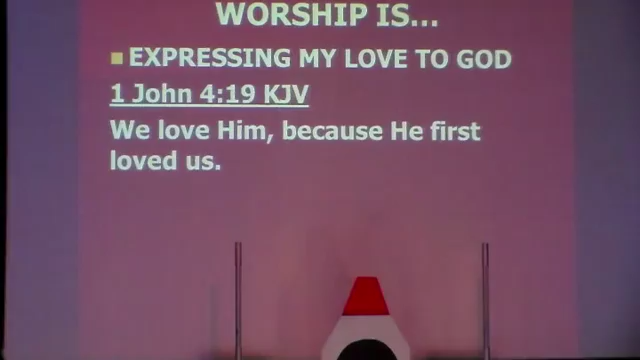 WORSHIP IS...
EXPRESSING MY LOVE TO GOD
1 John 4:19 KJV
We love Him, because He first
loved us.